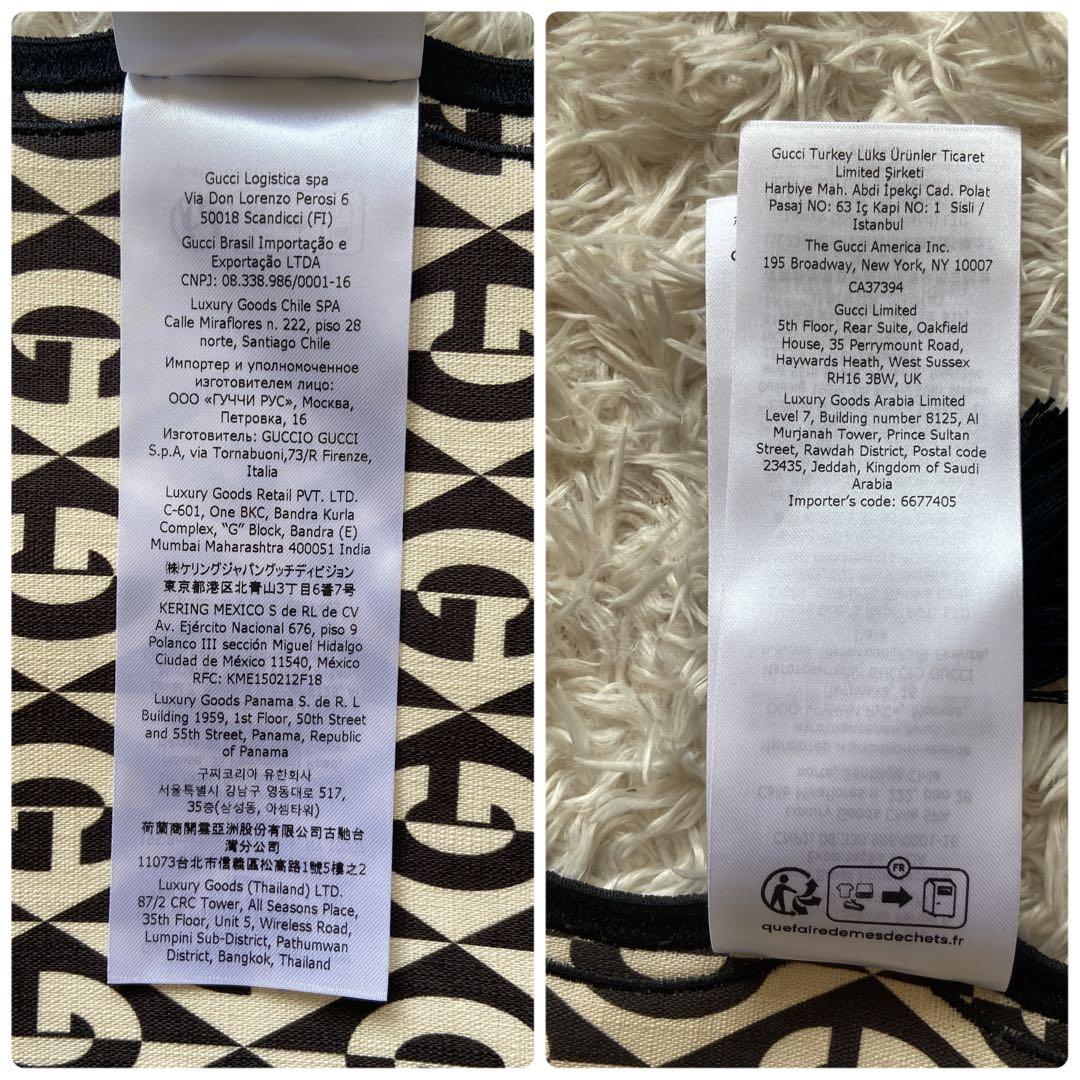 Gucci Logistica spa
Via Don Lorenzo Perosi 6
50018 Scandicci (FI)
Gucci Brasil Importação e
Exportação LTDA
CNPJ: 08.338.986/0001-16
Luxury Goods Chile SPA
Calle Miraflores n. 222, piso 28
norte, Santiago Chile
Импортер и уполномоченное
изготовителем лицо:
ООО «ГУЧЧИ РУС», Москва,
Петровка, 16
Изготовитель: GUCCIO GUCCI
S.p.A, via Tornabuoni,73/R Firenze,
Italia
Luxury Goods Retail PVT. LTD.
C-601, One BKC, Bandra Kurla
Complex, "G" Block, Bandra (E)
Mumbai Maharashtra 400051 India
㈱ケリングジャパングッチディビジョン
東京都港区北青山3丁目6番7号
KERING MEXICO S de RL de CV
Av. Ejército Nacional 676, piso 9
Polanco III sección Miguel Hidalgo
Ciudad de México 11540, México
RFC: KME150212F18
Luxury Goods Panama S. de R. L
Building 1959, 1st Floor, 50th Street
and 55th Street, Panama, Republic
of Panama
구찌코리아 유한회사
서울특별시 강남구 영동대로 517,
35층(삼성동, 아셈타워)
荷蘭商開雲亞洲股份有限公司古馳台
灣分公司
11073台北市信義區松高路1號5樓之2
Luxury Goods (Thailand) LTD.
87/2 CRC Tower, All Seasons Place,
35th Floor, Unit 5, Wireless Road,
Lumpini Sub-District, Pathumwan
District, Bangkok, Thailand
Gucci Turkey Lüks Ürünler Ticaret
Limited Şirketi
Harbiye Mah. Abdi İpekçi Cad. Polat
Pasaj NO: 63 Iç Kapi NO: 1 Sisli /
Istanbul
The Gucci America Inc.
195 Broadway, New York, NY 10007
CA37394
Gucci Limited
5th Floor, Rear Suite, Oakfield
House, 35 Perrymount Road,
Haywards Heath, West Sussex
RH16 3BW, UK
Luxury Goods Arabia Limited
Level 7, Building number 8125, Al
Murjanah Tower, Prince Sultan
Street, Rawdah District, Postal code
23435, Jeddah, Kingdom of Saudi
Arabia
Importer's code: 6677405
FR
quefairedemesdechets.fr